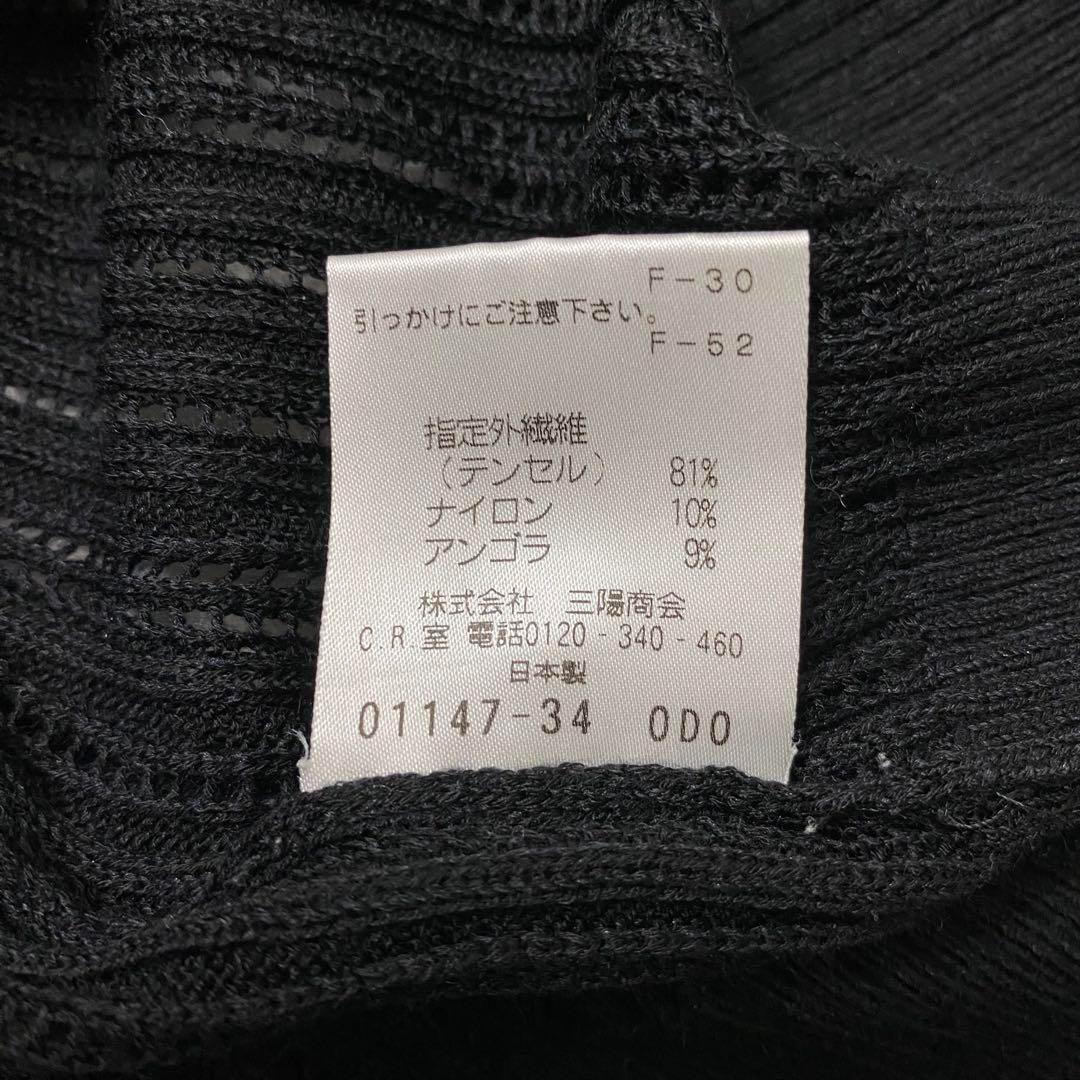 F-30
引っかけにご注意下さい。
F-52
指定外繊維
(テンセル) 81%
ナイロン 10%
アンゴラ 9%
株式会社 三陽商会
C.R.室 電話0120-340-460
日本製
01147-34 0D0